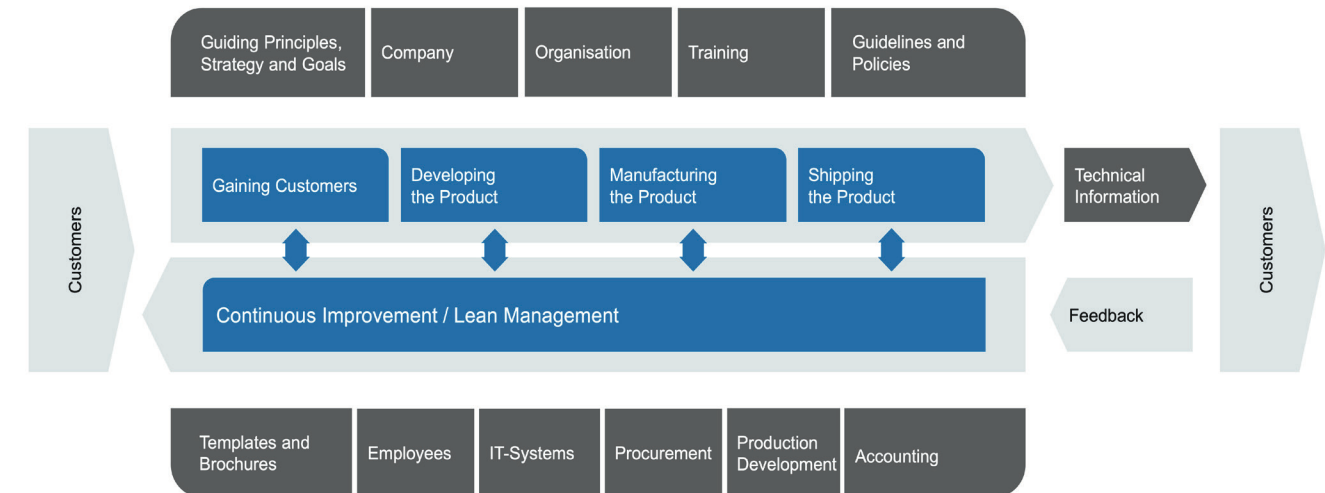 Guiding Principles,
Strategy and Goals
Company
Organisation
Training
Guidelines and
Policies
Customers
Gaining Customers
Developing
the Product
Manufacturing
the Product
Shipping
the Product
Technical
Information
Customers
Continuous Improvement / Lean Management
Feedback
Templates and
Brochures
Employees
IT-Systems
Procurement
Production
Development
Accounting